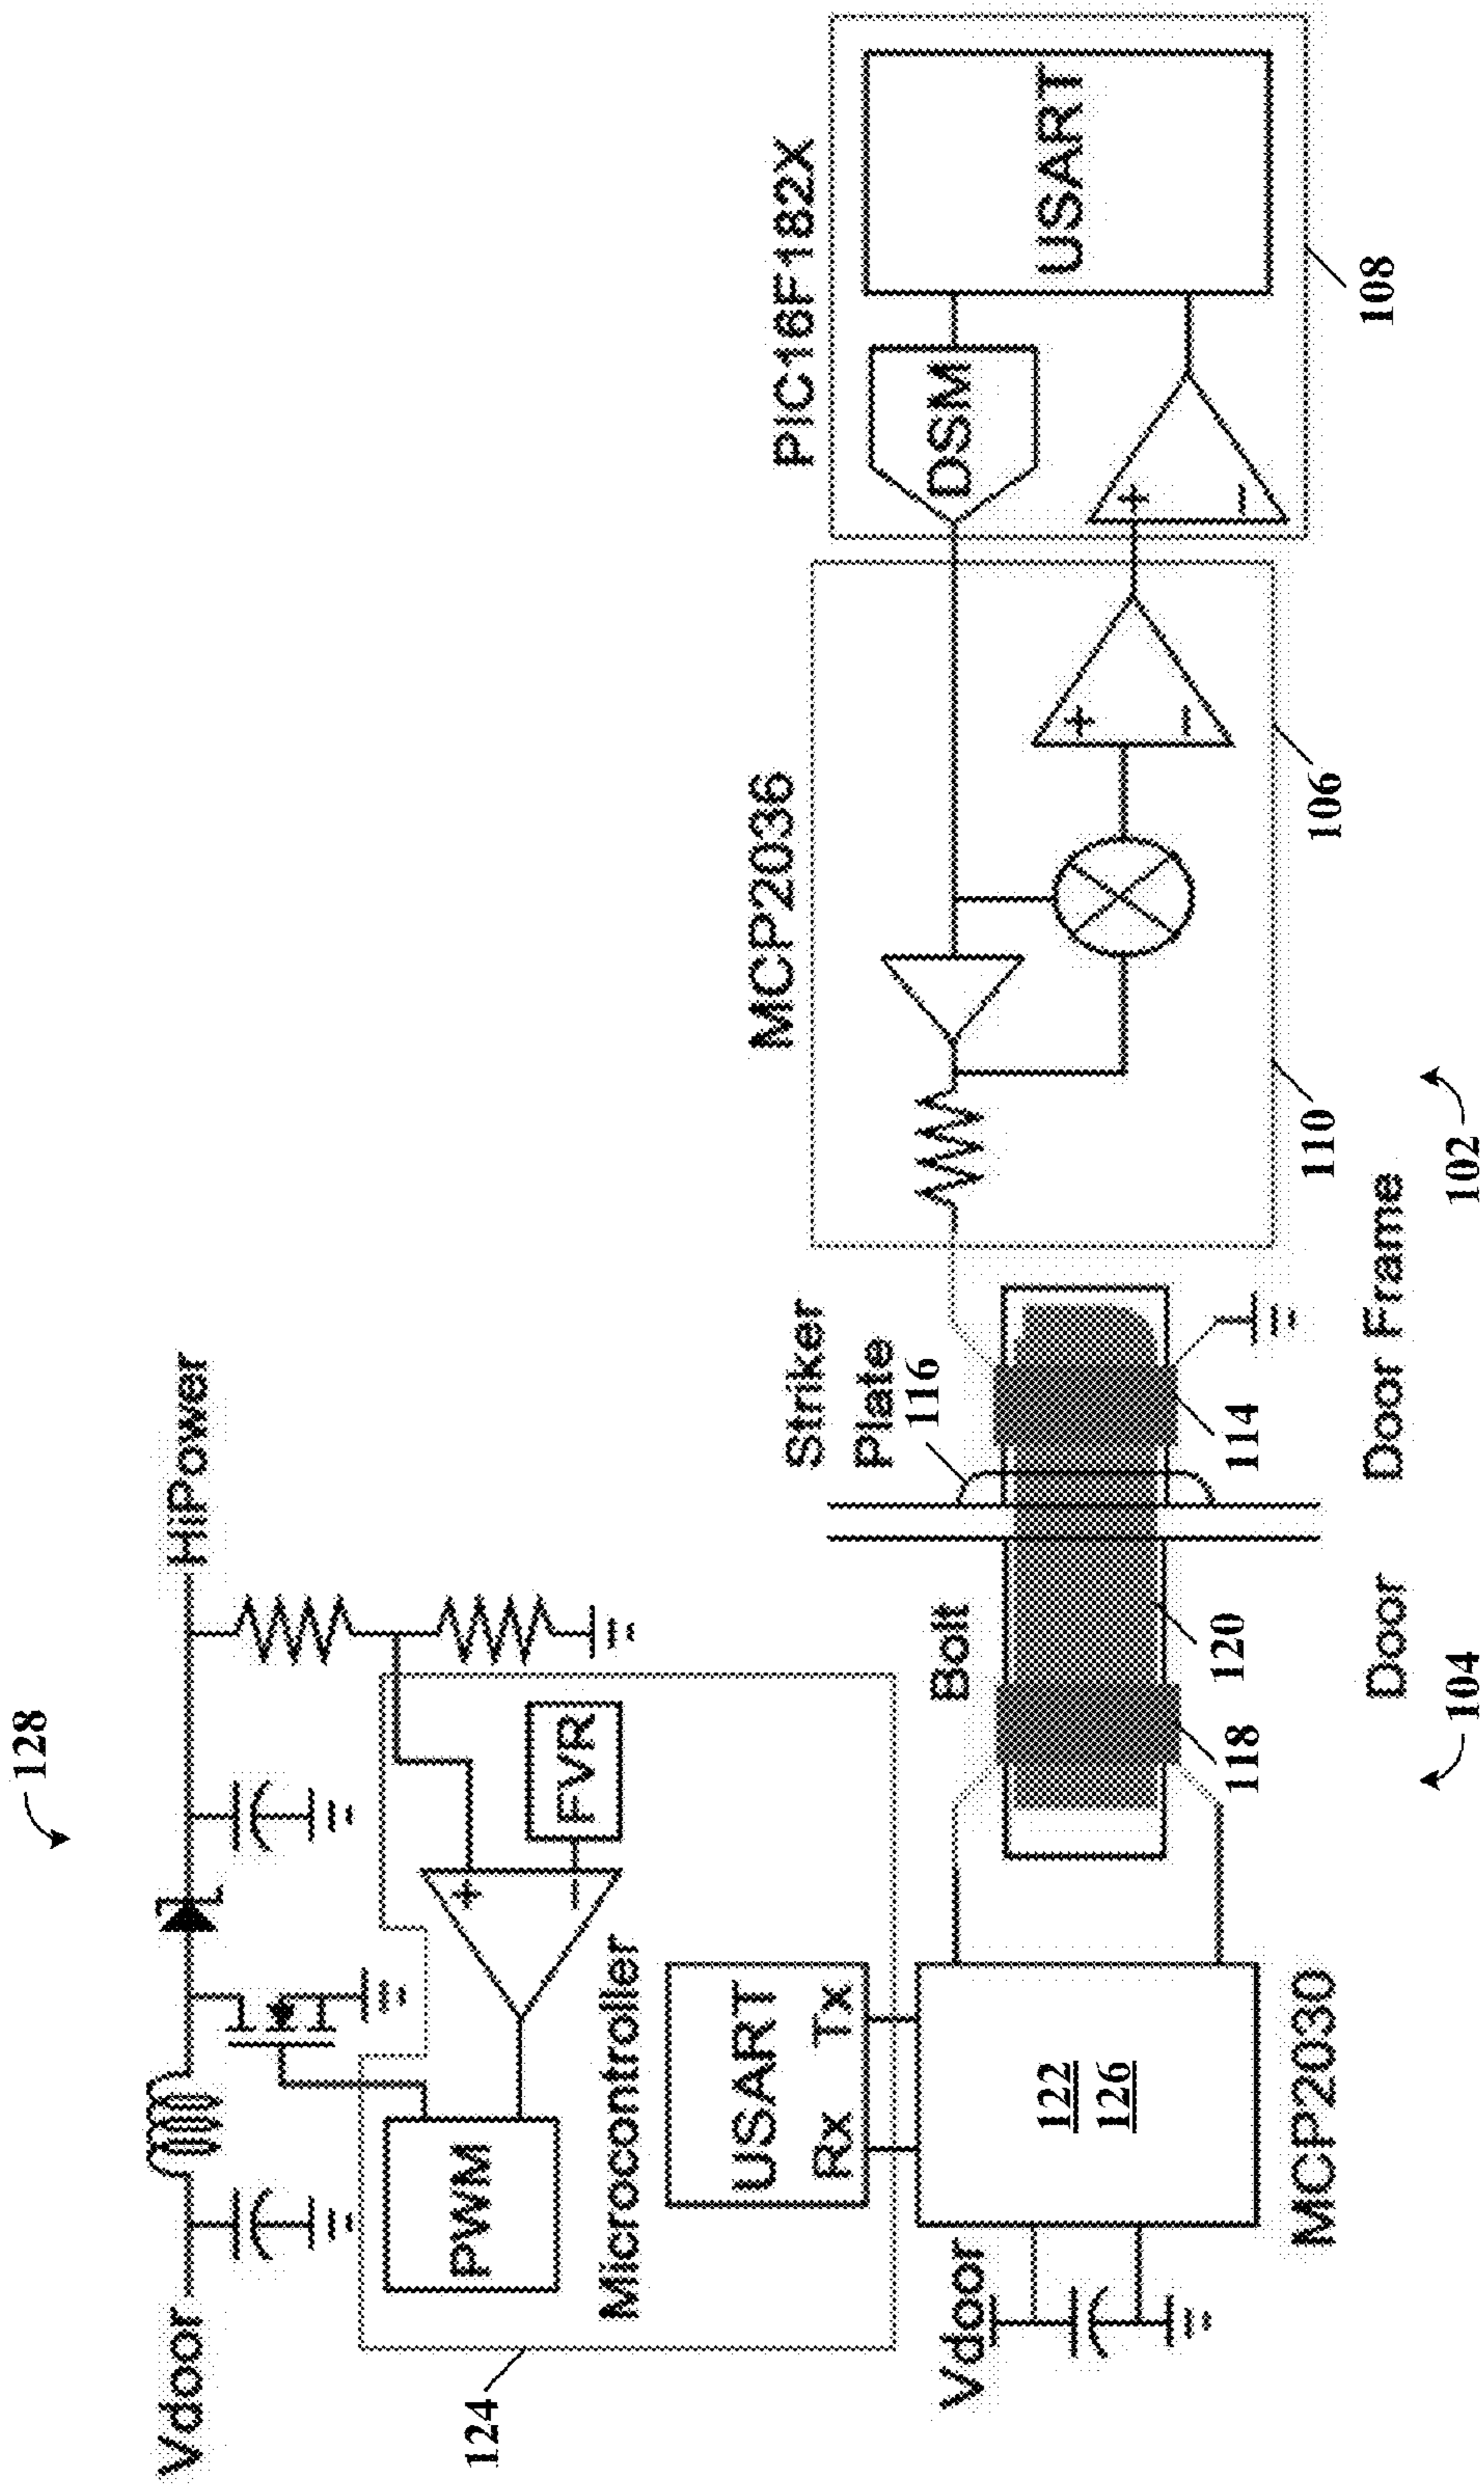 128
Vdoor
HiPower
PWM
+
−
FVR
Microcontroller
124
USART
Rx Tx
Vdoor
122
126
MCP2030
Bolt
118
120
Door
104
Striker
Plate
116
114
Door Frame
102
MCP2036
+
−
110
106
PIC16F182X
DSM
+
−
USART
108